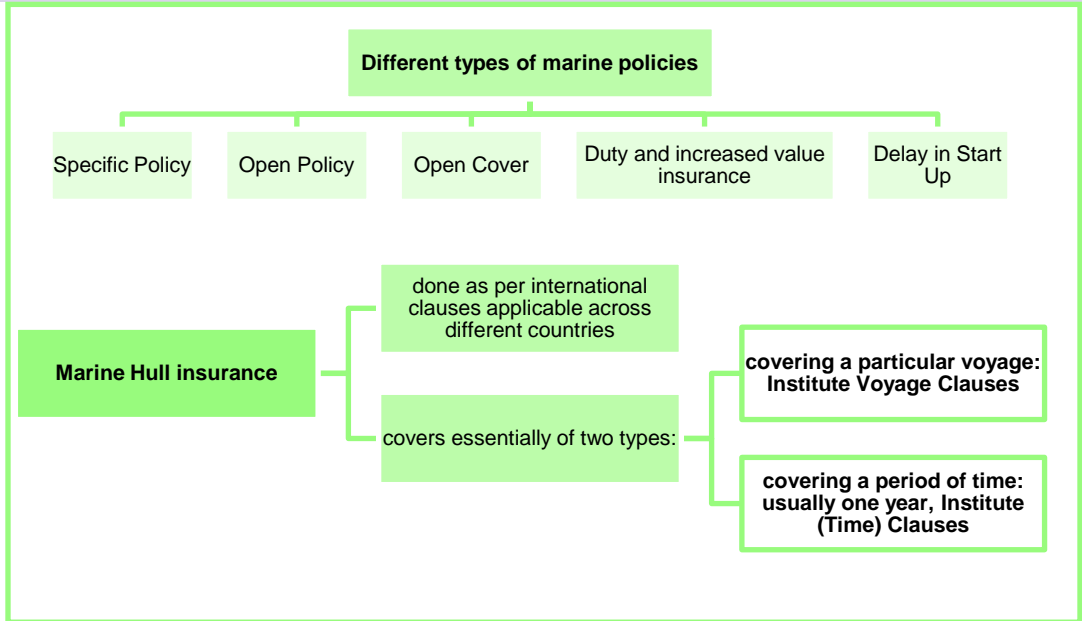 Different types of marine policies
Specific Policy
Open Policy
Open Cover
Duty and increased value
insurance
Delay in Start
Up
done as per international
clauses applicable across
different countries
Marine Hull insurance
covers essentially of two types:
covering a particular voyage:
Institute Voyage Clauses
covering a period of time:
usually one year, Institute
(Time) Clauses